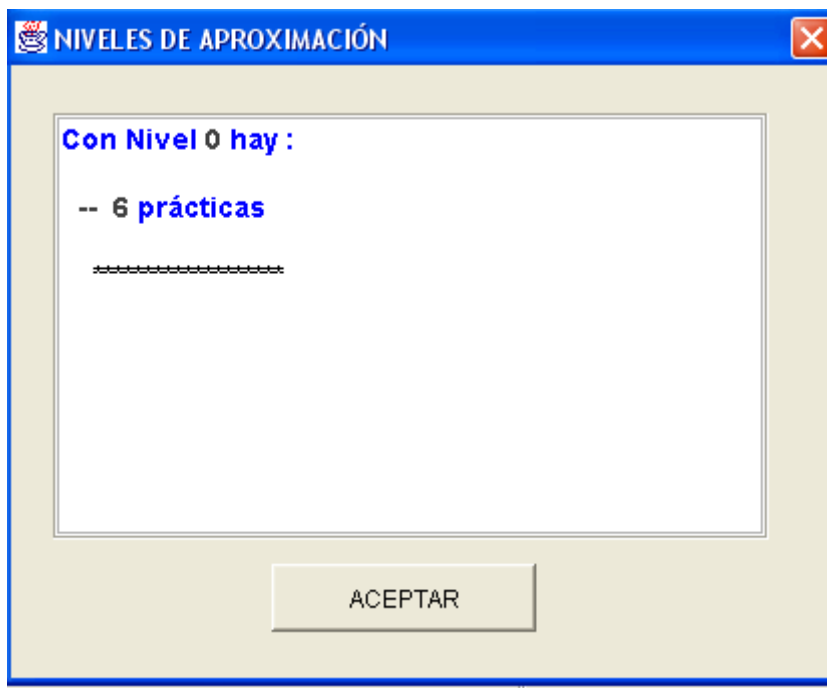 NIVELES DE APROXIMACIÓN
Con Nivel 0 hay :
-- 6 prácticas
ACEPTAR